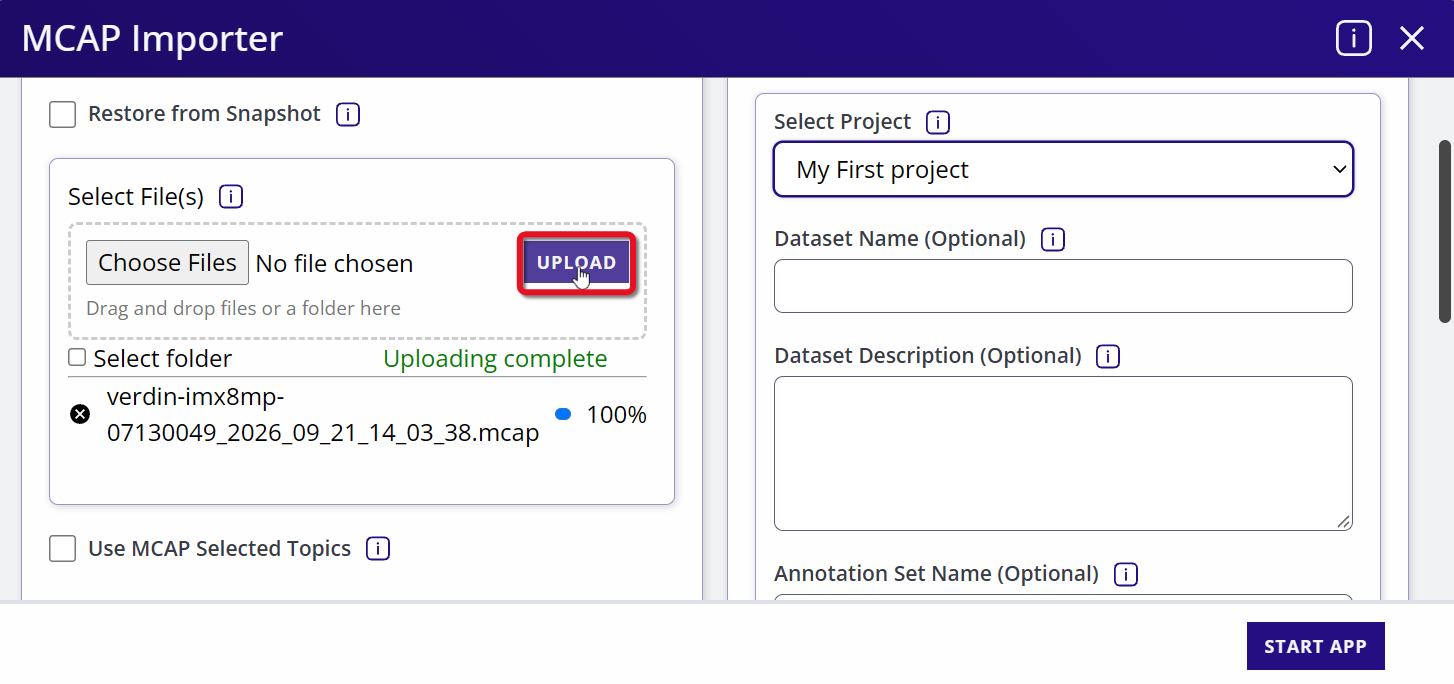 MCAP Importer
Restore from Snapshot
Select File(s)
Choose Files No file chosen
UPLOAD
Drag and drop files or a folder here
Select folder
Uploading complete
verdin-imx8mp-
07130049_2026_09_21_14_03_38.mcap
100%
Use MCAP Selected Topics
Select Project
My First project
Dataset Name (Optional)
Dataset Description (Optional)
Annotation Set Name (Optional)
START APP